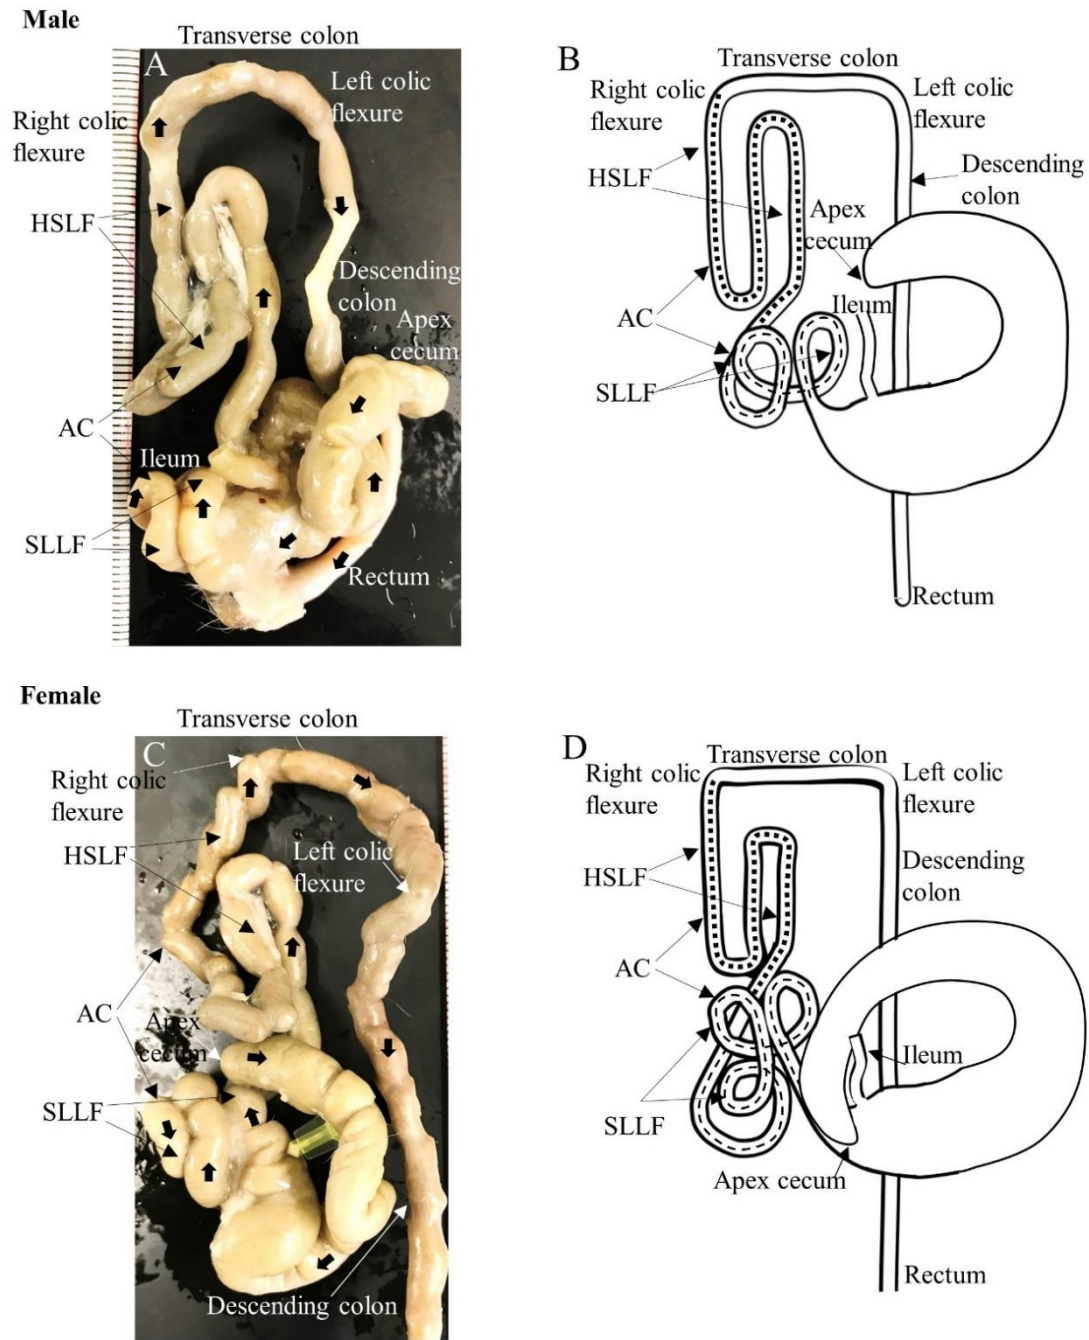 Male
Transverse colon
A
Left colic
flexure
Right colic
flexure
HSLF
Descending
colon
Apex
cecum
AC
Ileum
SLLF
Rectum
B
Transverse colon
Right colic
flexure
Left colic
flexure
HSLF
Descending
colon
Apex
cecum
Ileum
AC
SLLF
Rectum
Female
Transverse colon
C
Right colic
flexure
HSLF
Left colic
flexure
AC
Apex
cecum
SLLF
Descending colon
D
Transverse colon
Right colic
flexure
Left colic
flexure
HSLF
Descending
colon
AC
Ileum
SLLF
Apex cecum
Rectum